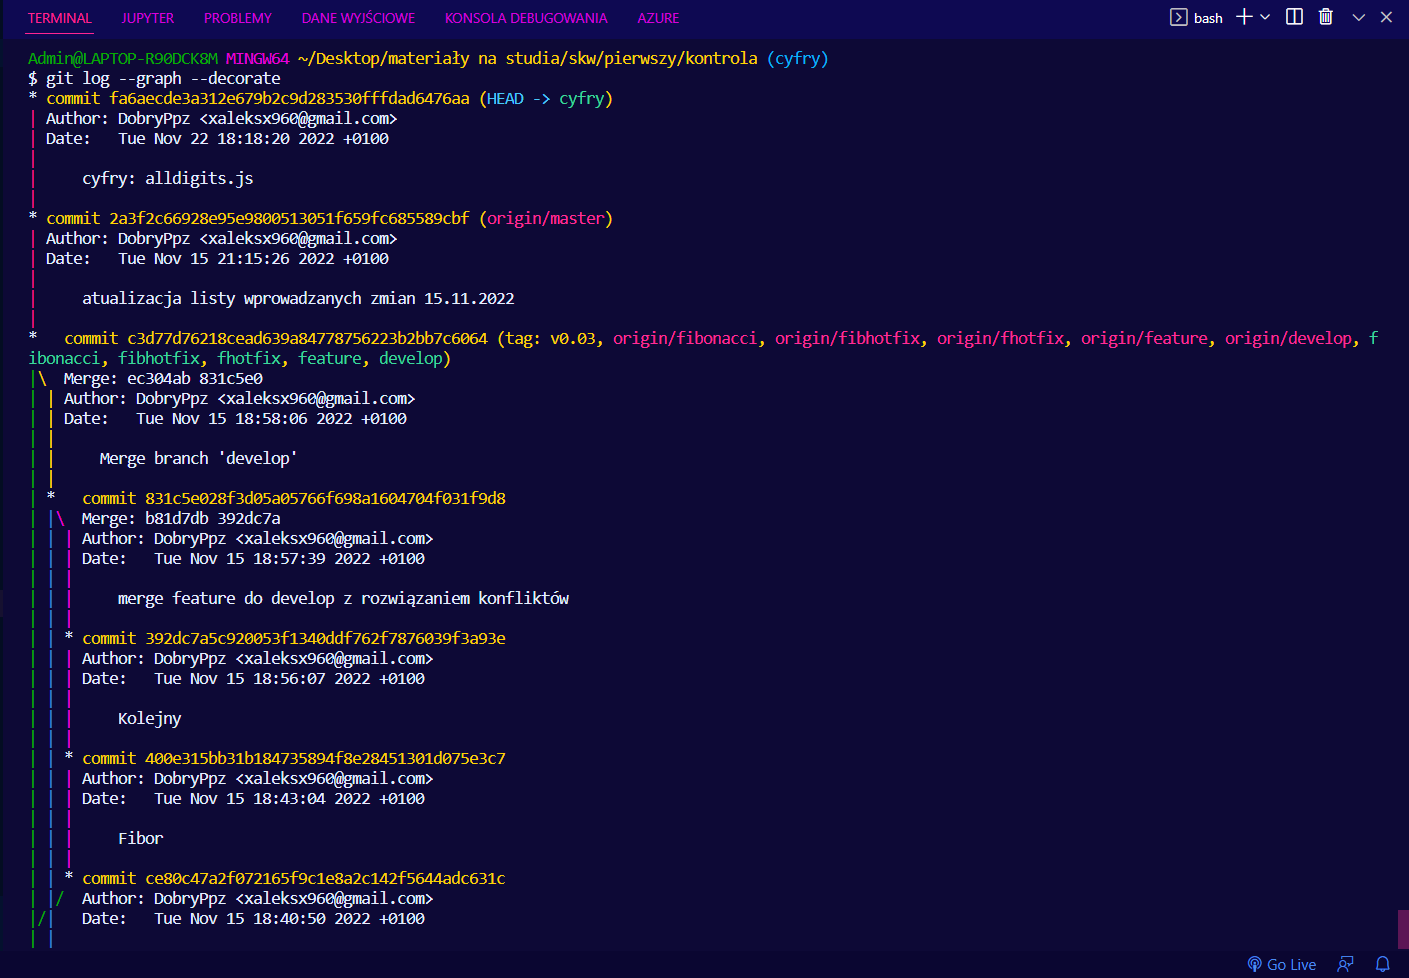 TERMINAL JUPYTER PROBLEMY DANE WYJŚCIOWE KONSOLA DEBUGOWANIA AZURE bash
Admin@LAPTOP-R90DCK8M MINGW64 ~/Desktop/materiały na studia/skw/pierwszy/kontrola (cyfry)
$ git log --graph --decorate
* commit fa6aecde3a312e679b2c9d283530fffdad6476aa (HEAD -> cyfry)
| Author: DobryPpz <xaleksx960@gmail.com>
| Date:   Tue Nov 22 18:18:20 2022 +0100
|
|     cyfry: alldigits.js
|
* commit 2a3f2c66928e95e9800513051f659fc685589cbf (origin/master)
| Author: DobryPpz <xaleksx960@gmail.com>
| Date:   Tue Nov 15 21:15:26 2022 +0100
|
|     atualizacja listy wprowadzanych zmian 15.11.2022
|
*   commit c3d77d76218cead639a84778756223b2bb7c6064 (tag: v0.03, origin/fibonacci, origin/fibhotfix, origin/fhotfix, origin/feature, origin/develop, f
ibonacci, fibhotfix, fhotfix, feature, develop)
|\  Merge: ec304ab 831c5e0
| | Author: DobryPpz <xaleksx960@gmail.com>
| | Date:   Tue Nov 15 18:58:06 2022 +0100
| |
| |     Merge branch 'develop'
| |
| *   commit 831c5e028f3d05a05766f698a1604704f031f9d8
| |\  Merge: b81d7db 392dc7a
| | | Author: DobryPpz <xaleksx960@gmail.com>
| | | Date:   Tue Nov 15 18:57:39 2022 +0100
| | |
| | |     merge feature do develop z rozwiązaniem konfliktów
| | |
| | * commit 392dc7a5c920053f1340ddf762f7876039f3a93e
| | | Author: DobryPpz <xaleksx960@gmail.com>
| | | Date:   Tue Nov 15 18:56:07 2022 +0100
| | |
| | |     Kolejny
| | |
| | * commit 400e315bb31b184735894f8e28451301d075e3c7
| | | Author: DobryPpz <xaleksx960@gmail.com>
| | | Date:   Tue Nov 15 18:43:04 2022 +0100
| | |
| | |     Fibor
| | |
| | * commit ce80c47a2f072165f9c1e8a2c142f5644adc631c
| |/  Author: DobryPpz <xaleksx960@gmail.com>
|/|   Date:   Tue Nov 15 18:40:50 2022 +0100
| |
Go Live